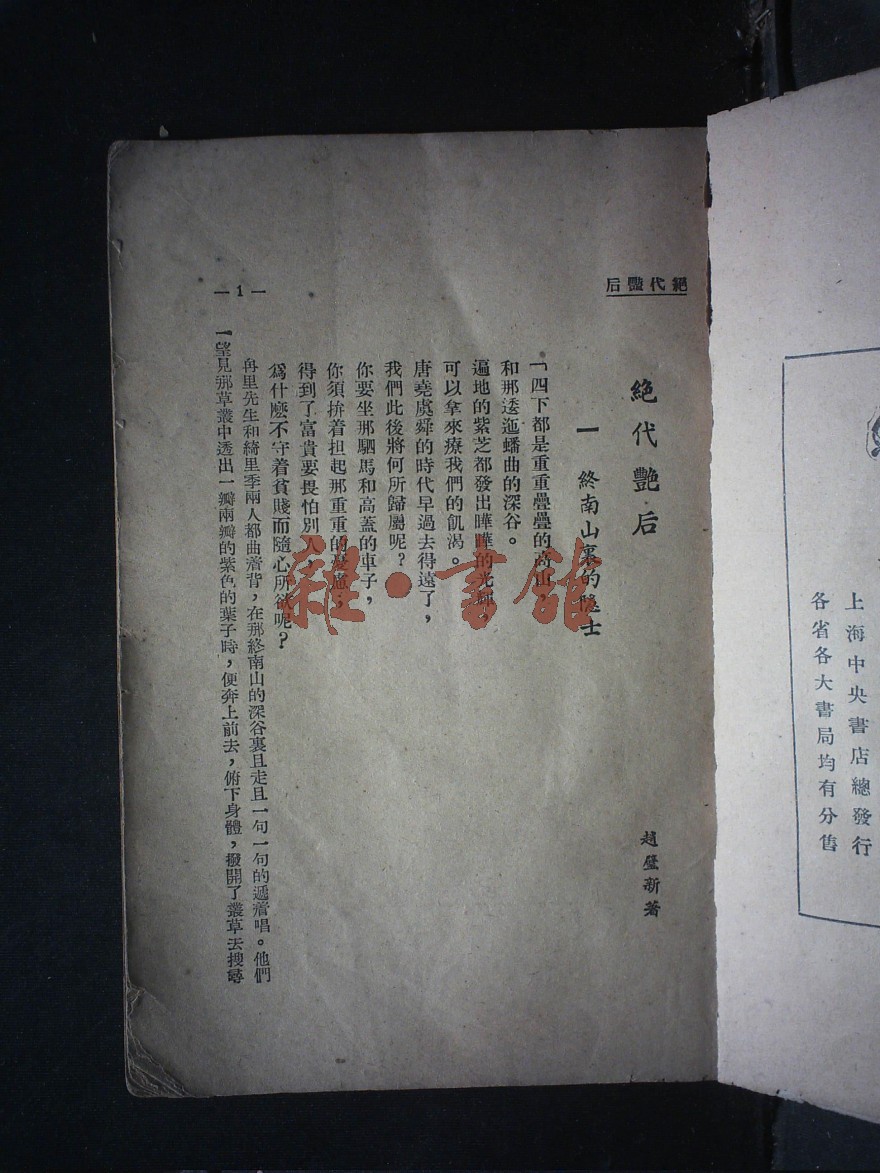 上海中央書店總發行
各省各大書局均有分售
絕代豔后
絕代艷后
趙璧新著
一 終南山裏的隱士
「四下都是重重疊疊的高山，
和那逶迤蟠曲的深谷。
遍地的紫芝都發出曄曄的光輝，
可以拿來療我們的飢渴。
唐堯虞舜的時代早過去得遠了，
我們此後將何所歸屬呢？
你要坐那駟馬和高蓋的車子，
你須拚着担起那重重的憂慮；
得到了富貴要畏怕別人，
爲什麼不守着貧賤而隨心所欲呢？
甪里先生和綺里季兩人都曲着背，在那終南山的深谷裏且走且一句一句的遞着唱。他們
一望見那草叢中透出一瓣兩瓣的紫色的葉子時，便奔上前去，俯下身體，撥開了叢草去搜尋
—1—
雜·書館